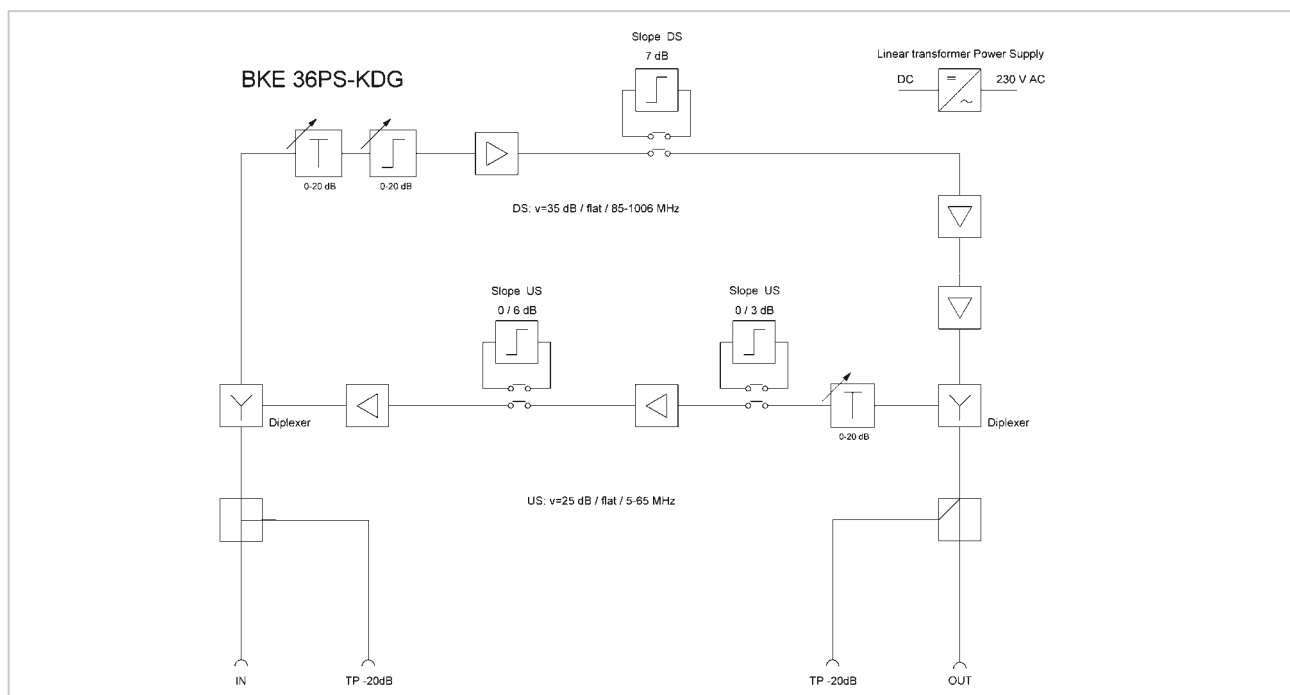 Slope DS
7 dB
Linear transformer Power Supply
DC
230 V AC
BKE 36PS-KDG
0-20 dB
0-20 dB
DS: v=35 dB / flat / 85-1006 MHz
Slope US
0 / 6 dB
Slope US
0 / 3 dB
Diplexer
0-20 dB
Diplexer
US: v=25 dB / flat / 5-65 MHz
IN
TP -20dB
TP -20dB
OUT